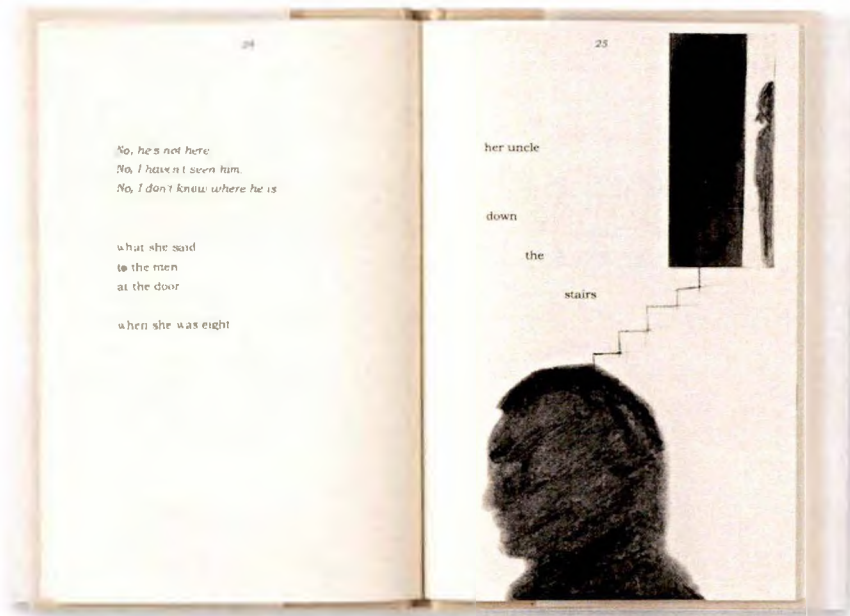 24
No, he's not here
No, I haven't seen him.
No, I don't know where he is
what she said
to the men
at the door
when she was eight
25
her uncle
down
the
stairs